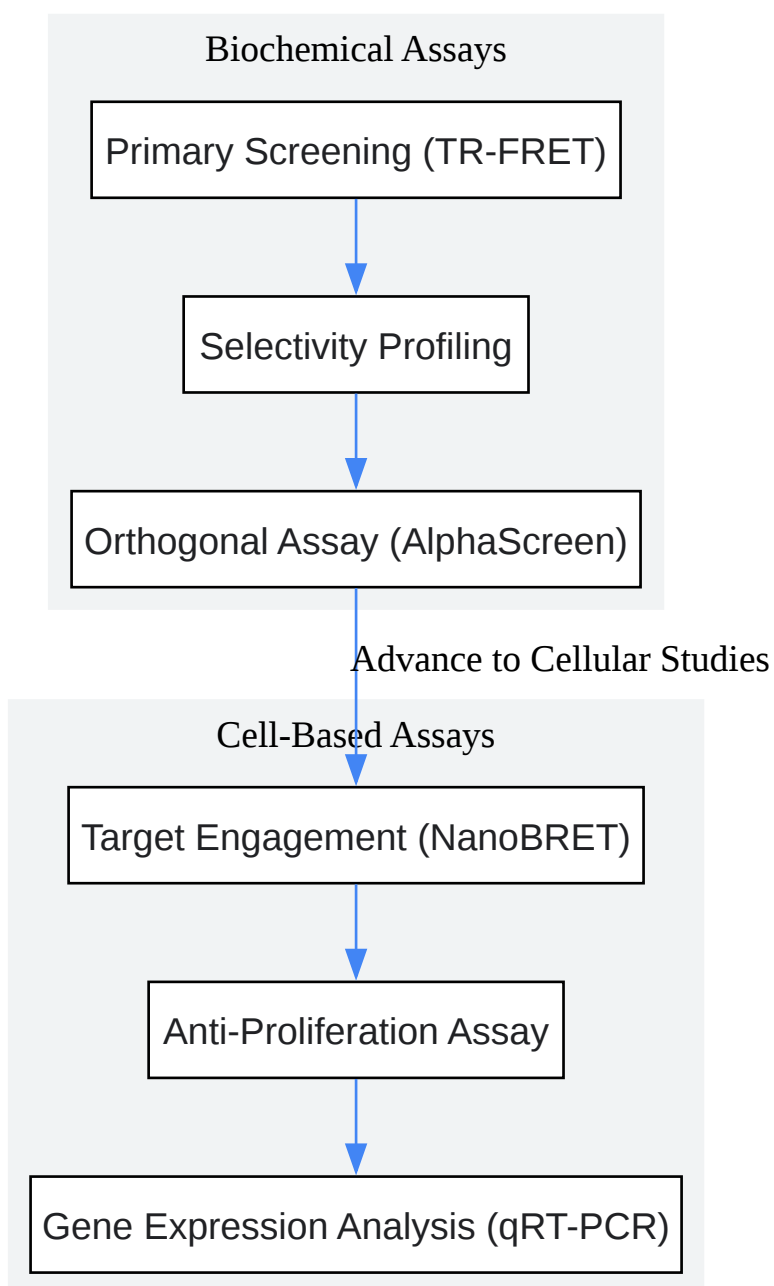 Biochemical Assays
Primary Screening (TR-FRET)
Selectivity Profiling
Orthogonal Assay (AlphaScreen)
Advance to Cellular Studies
Cell-Based Assays
Target Engagement (NanoBRET)
Anti-Proliferation Assay
Gene Expression Analysis (qRT-PCR)